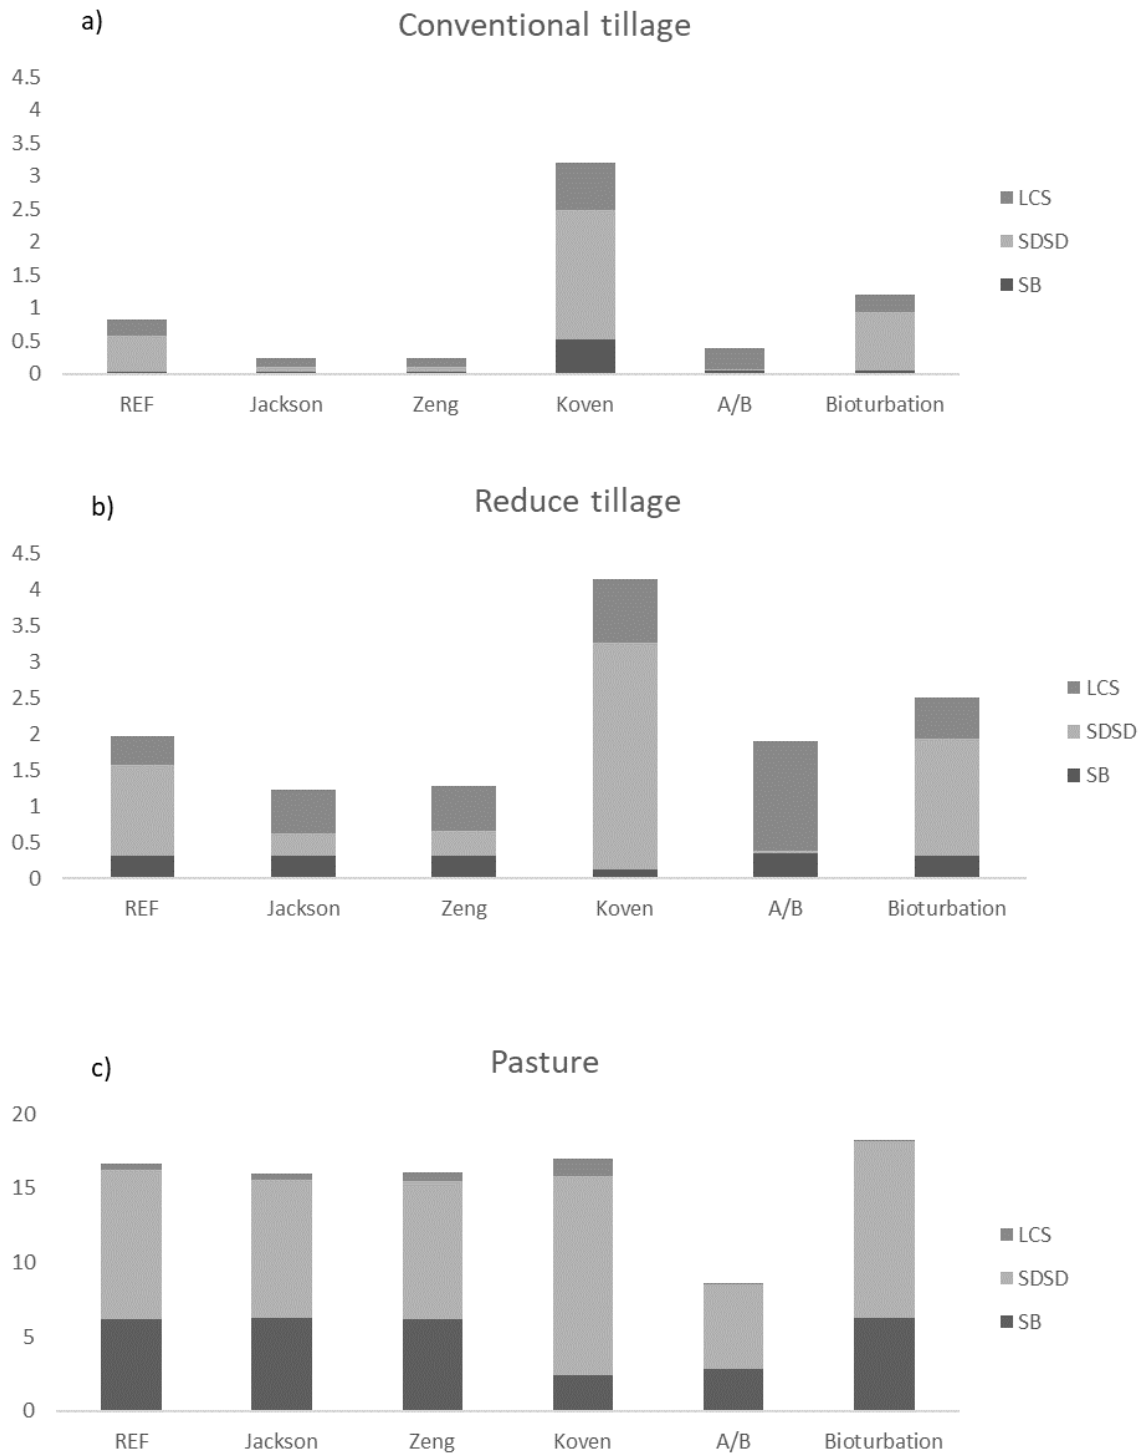 a)
Conventional tillage
4.5
4
3.5
3
2.5
2
1.5
1
0.5
0
LCS
SDSD
SB
REF Jackson Zeng Koven A/B Bioturbation
b)
Reduce tillage
4.5
4
3.5
3
2.5
2
1.5
1
0.5
0
LCS
SDSD
SB
REF Jackson Zeng Koven A/B Bioturbation
c)
Pasture
20
15
10
5
0
LCS
SDSD
SB
REF Jackson Zeng Koven A/B Bioturbation